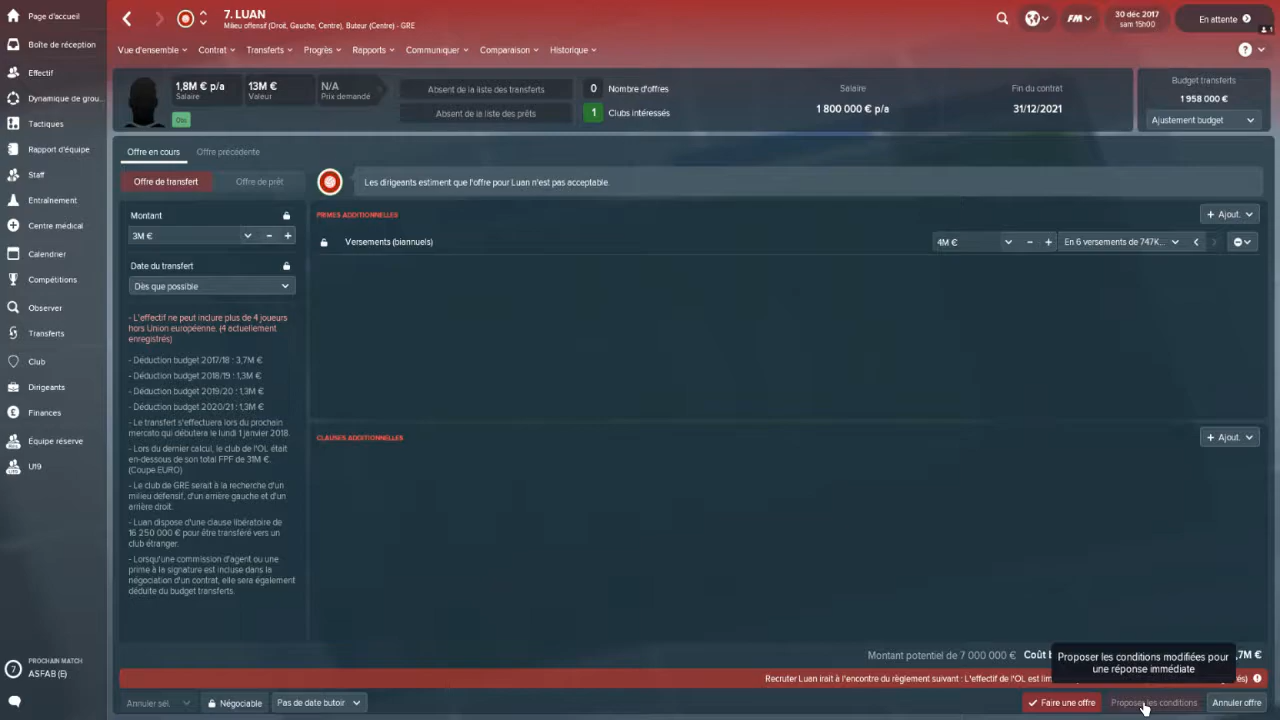 Page d'accueil
Boîte de réception
Effectif
Dynamique de grou...
Tactiques
Rapport d'équipe
Staff
Entraînement
Centre médical
Calendrier
Compétitions
Observer
Transferts
Club
Dirigeants
Finances
Équipe réserve
U19
PROCHAIN MATCH
7
ASFAB (E)
7. LUAN
Milieu offensif (Droit, Gauche, Centre), Buteur (Centre) - GRE
FM
30 déc 2017
sam 15h00
En attente
1
Vue d'ensemble
Contrat
Transferts
Progrès
Rapports
Communiquer
Comparaison
Historique
?
1,8M € p/a
Salaire
13M €
Valeur
N/A
Prix demandé
Obs
Absent de la liste des transferts
Absent de la liste des prêts
0 Nombre d'offres
1 Clubs intéressés
Salaire
1 800 000 € p/a
Fin du contrat
31/12/2021
Budget transferts
1 958 000 €
Ajustement budget
Offre en cours
Offre précédente
Offre de transfert
Offre de prêt
Les dirigeants estiment que l'offre pour Luan n'est pas acceptable.
Montant
3M €
- +
Date du transfert
Dès que possible
- L'effectif ne peut inclure plus de 4 joueurs
hors Union européenne. (4 actuellement
enregistrés)
- Déduction budget 2017/18 : 3,7M €
- Déduction budget 2018/19 : 1,3M €
- Déduction budget 2019/20 : 1,3M €
- Déduction budget 2020/21 : 1,3M €
- Le transfert s'effectuera lors du prochain
mercato qui débutera le lundi 1 janvier 2018.
- Lors du dernier calcul, le club de l'OL était
en-dessous de son total FPF de 31M €.
(Coupe EURO)
- Le club de GRE serait à la recherche d'un
milieu défensif, d'un arrière gauche et d'un
arrière droit.
- Luan dispose d'une clause libératoire de
16 250 000 € pour être transféré vers un
club étranger.
- Lorsqu'une commission d'agent ou une
prime à la signature est incluse dans la
négociation d'un contrat, elle sera également
déduite du budget transferts.
PRIMES ADDITIONNELLES
+ Ajout.
Versements (biannuels)
4M €
- +
En 6 versements de 747K...
CLAUSES ADDITIONNELLES
+ Ajout.
Montant potentiel de 7 000 000 €
,7M €
Proposer les conditions modifiées pour
une réponse immédiate
Recruter Luan irait à l'encontre du règlement suivant : L'effectif de l'OL est
Annuler sél.
Négociable
Pas de date butoir
Faire une offre
Proposer les conditions
Annuler offre